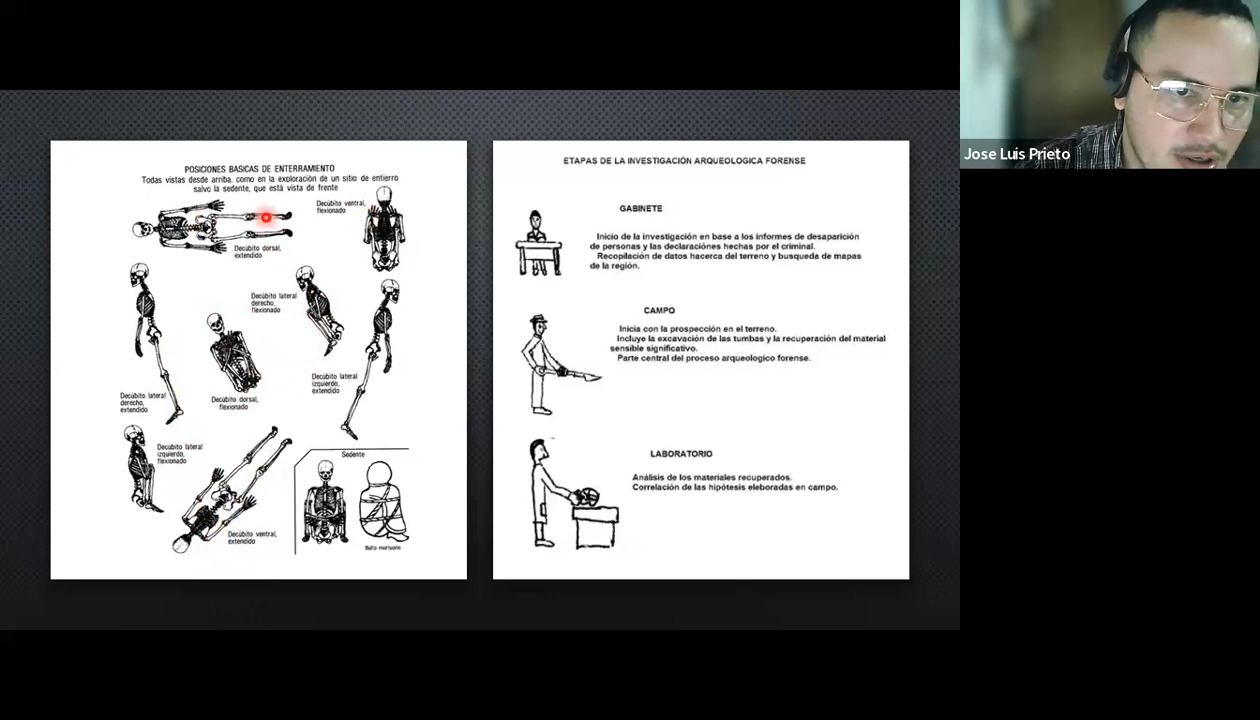 POSICIONES BASICAS DE ENTERRAMIENTO
Todas vistas desde arriba, como en la exploración de un sitio de entierro
salvo la sedente, que está vista de frente
Decúbito ventral,
flexionado
Decúbito dorsal,
extendido
Decúbito lateral
derecho,
flexionado
Decúbito lateral
izquierdo,
extendido
Decúbito lateral
derecho,
extendido
Decúbito dorsal,
flexionado
Decúbito lateral
izquierdo,
flexionado
Sedente
Decúbito ventral,
extendido
Bulto mortuorio
ETAPAS DE LA INVESTIGACIÓN ARQUEOLOGICA FORENSE
GABINETE
Inicio de la investigación en base a los informes de desaparición
de personas y las declaraciónes hechas por el criminal.
Recopilación de datos hacerca del terreno y busqueda de mapas
de la región.
CAMPO
Inicia con la prospección en el terreno.
Incluye la excavación de las tumbas y la recuperación del material
sensible significativo.
Parte central del proceso arqueologico forense.
LABORATORIO
Análisis de los materiales recuperados.
Correlación de las hipótesis eleboradas en campo.
Jose Luis Prieto